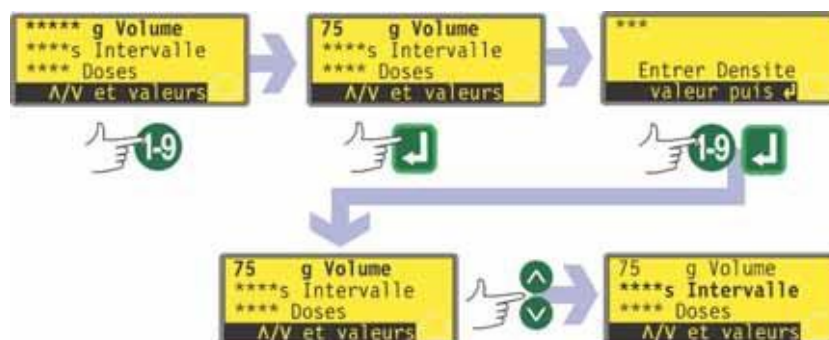 ***** g Volume
****s Intervalle
**** Doses
Λ/V et valeurs
75 g Volume
****s Intervalle
**** Doses
Λ/V et valeurs
***
Entrer Densite
valeur puis ↲
1-9
1-9
75 g Volume
****s Intervalle
**** Doses
Λ/V et valeurs
75 g Volume
****s Intervalle
**** Doses
Λ/V et valeurs